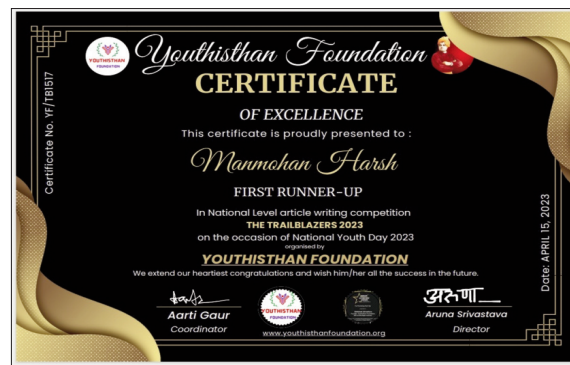 Youthisthan Foundation
YOUTHISTHAN
FOUNDATION
CERTIFICATE
OF EXCELLENCE
This certificate is proudly presented to :
Manmohan Harsh
FIRST RUNNER-UP
In National Level article writing competition
THE TRAILBLAZERS 2023
on the occasion of National Youth Day 2023
organised by
YOUTHISTHAN FOUNDATION
We extend our heartiest congratulations and wish him/her all the success in the future.
Aarti Gaur
Coordinator
YOUTHISTHAN
FOUNDATION
www.youthisthanfoundation.org
अरुणा
Aruna Srivastava
Director
Certificate No. YF/TB1517
Date: APRIL 15, 2023